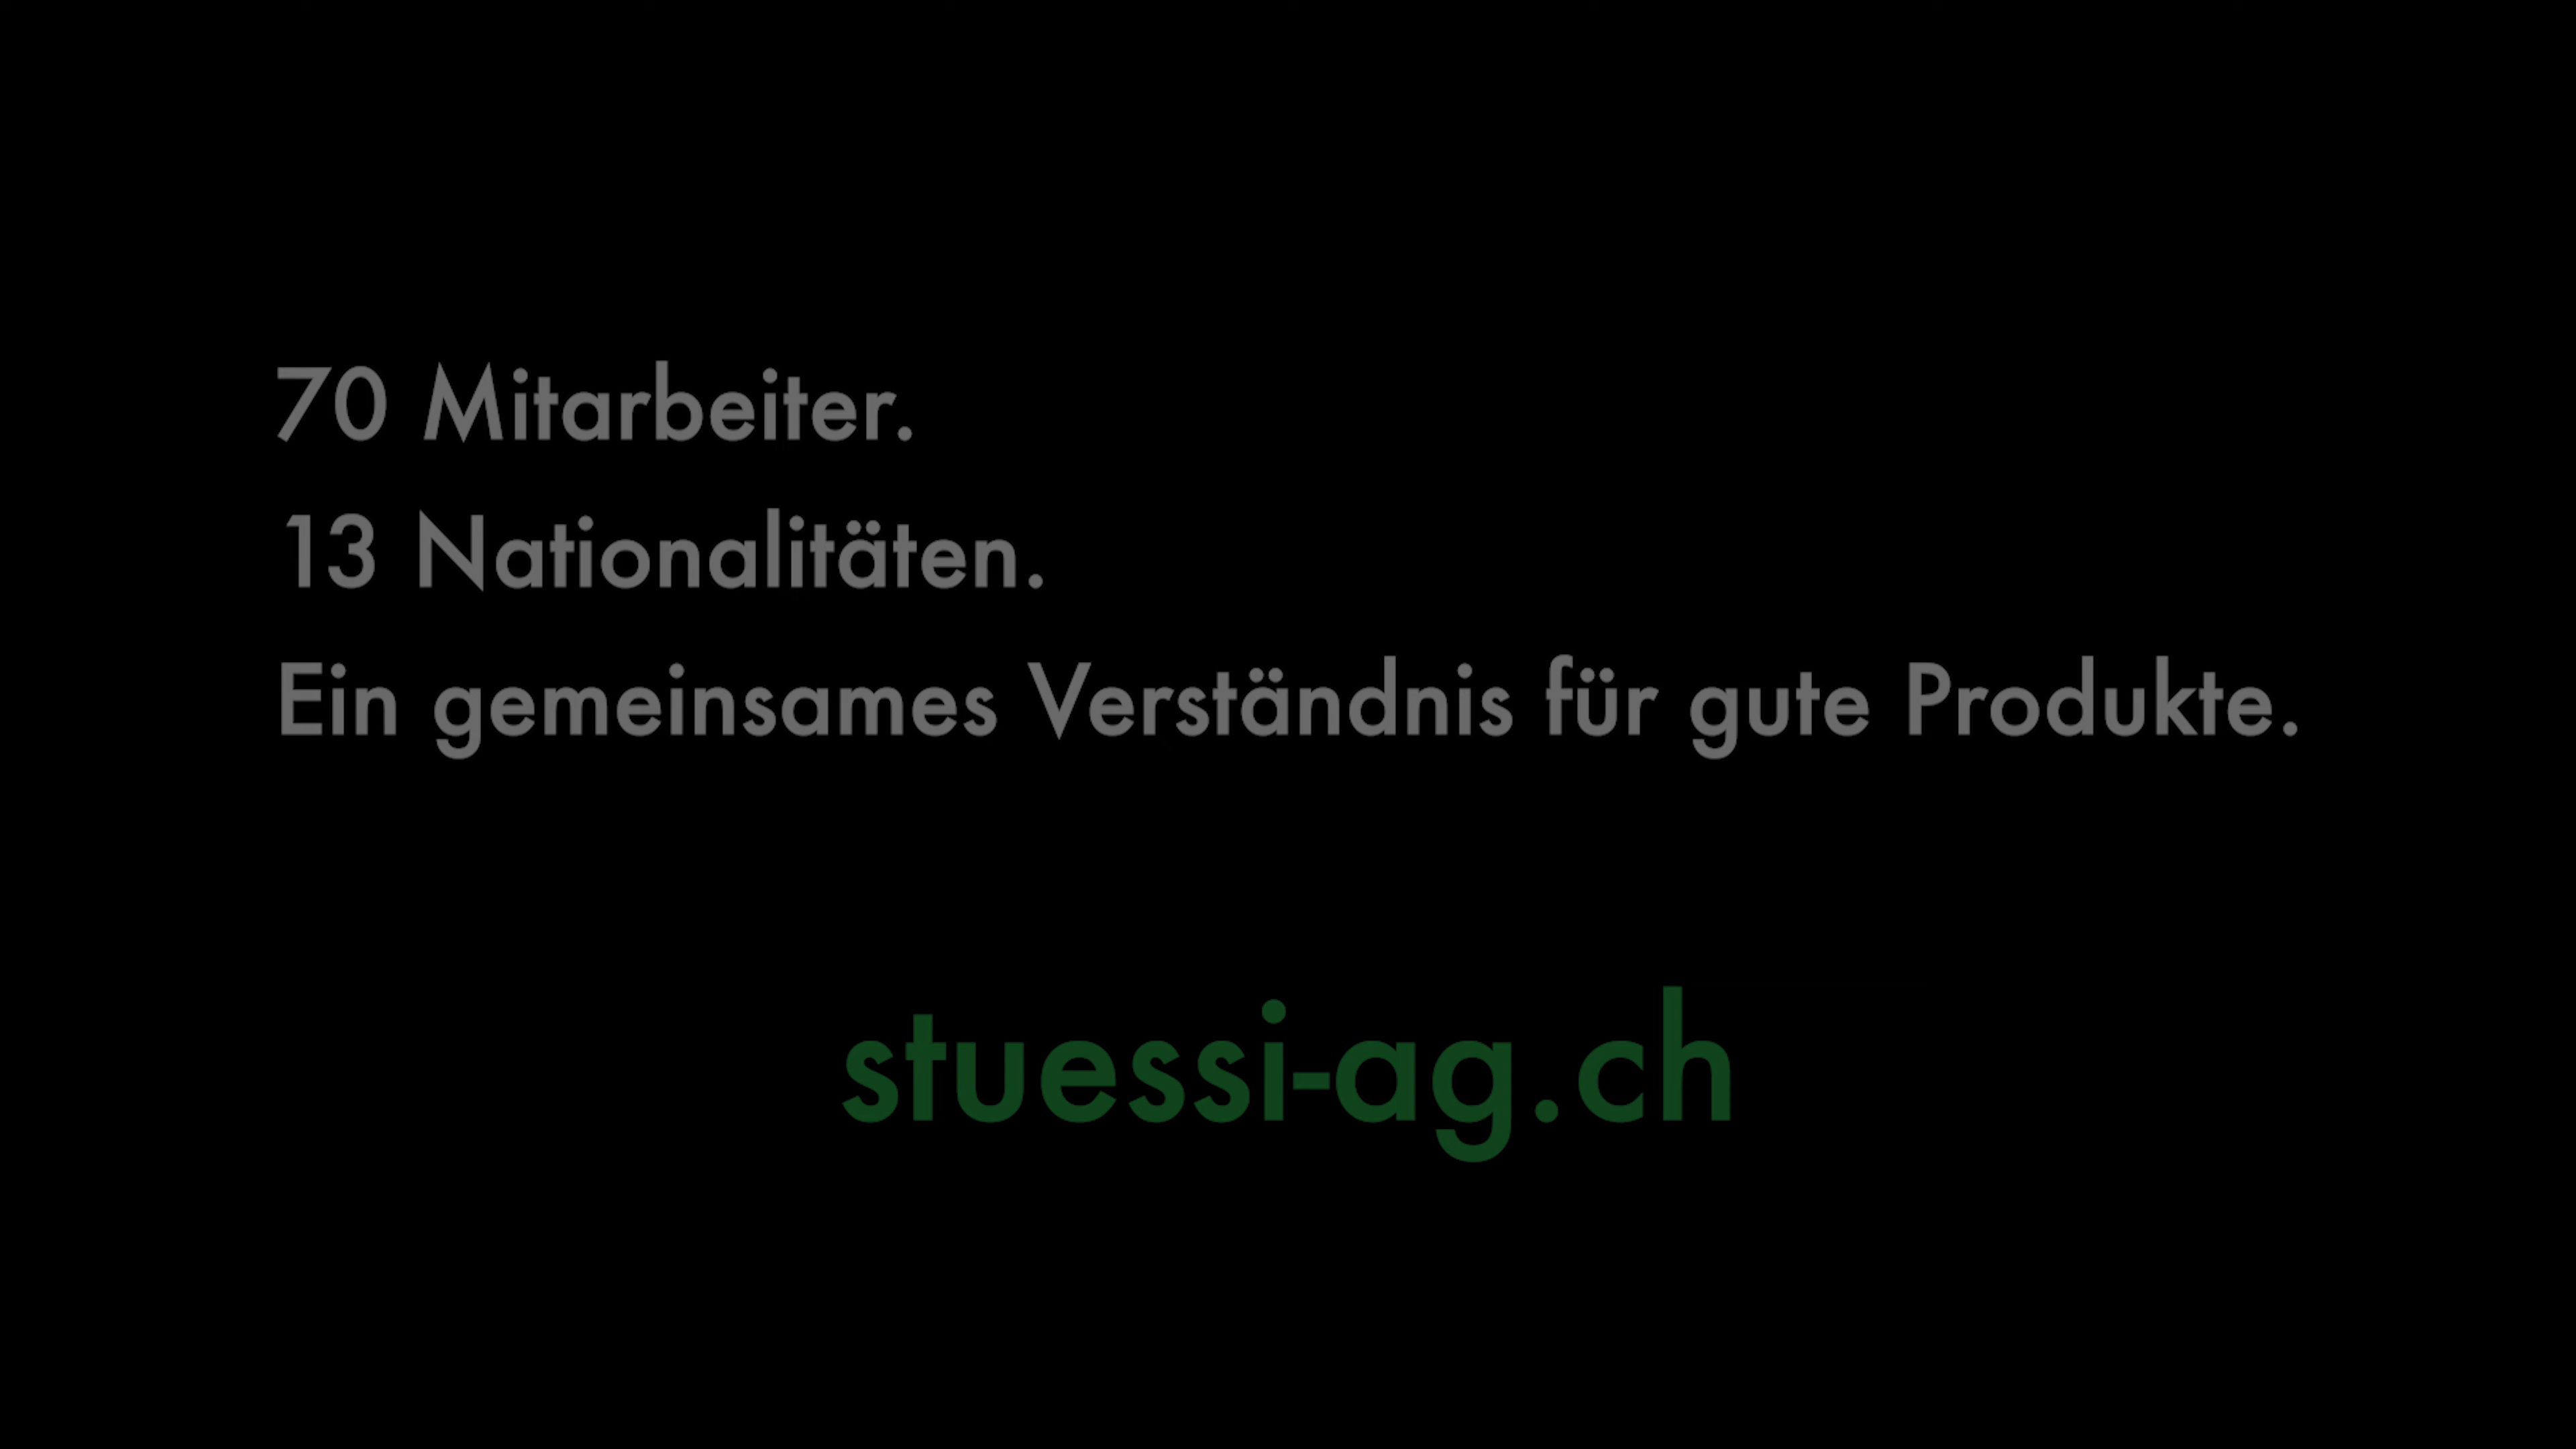 70 Mitarbeiter.
13 Nationalitäten.
Ein gemeinsames Verständnis für gute Produkte.
stuessi-ag.ch